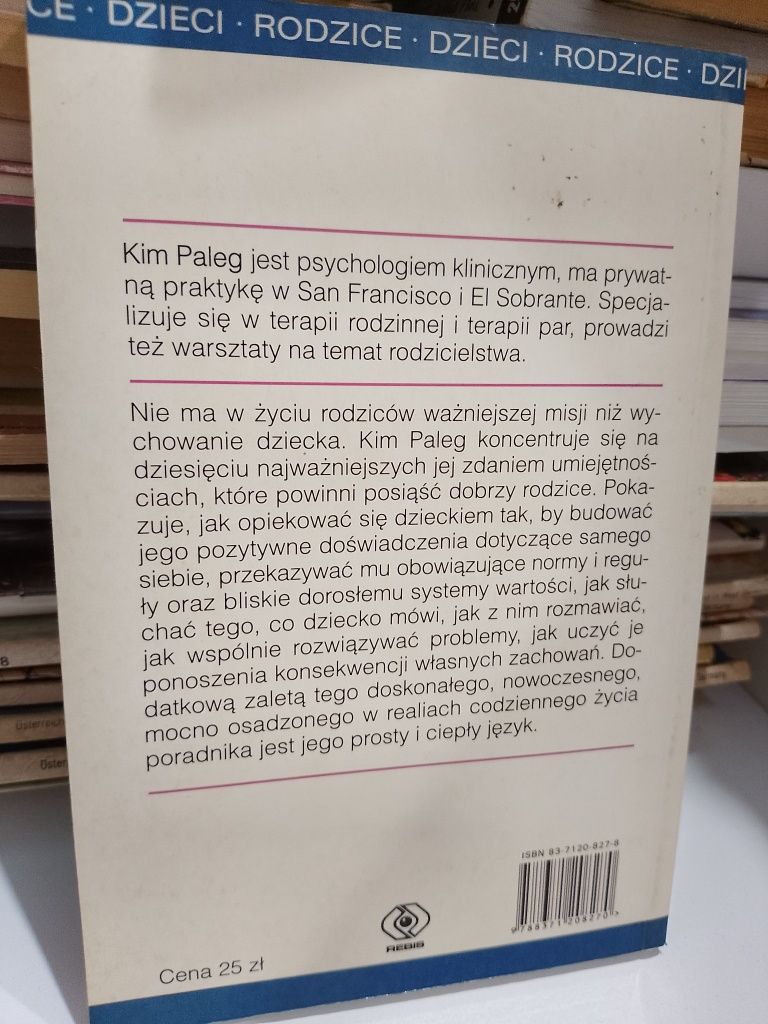 CE · DZIECI · RODZICE · DZIECI · RODZICE · DZI
Kim Paleg jest psychologiem klinicznym, ma prywat-
ną praktykę w San Francisco i El Sobrante. Specja-
lizuje się w terapii rodzinnej i terapii par, prowadzi
też warsztaty na temat rodzicielstwa.
Nie ma w życiu rodziców ważniejszej misji niż wy-
chowanie dziecka. Kim Paleg koncentruje się na
dziesięciu najważniejszych jej zdaniem umiejętnoś-
ciach, które powinni posiąść dobrzy rodzice. Poka-
zuje, jak opiekować się dzieckiem tak, by budować
jego pozytywne doświadczenia dotyczące samego
siebie, przekazywać mu obowiązujące normy i regu-
ły oraz bliskie dorosłemu systemy wartości, jak słu-
chać tego, co dziecko mówi, jak z nim rozmawiać,
jak wspólnie rozwiązywać problemy, jak uczyć je
ponoszenia konsekwencji własnych zachowań. Do-
datkową zaletą tego doskonałego, nowoczesnego,
mocno osadzonego w realiach codziennego życia
poradnika jest jego prosty i ciepły język.
ISBN 83-7120-827-8
9788371208270
REBIS
Cena 25 zł